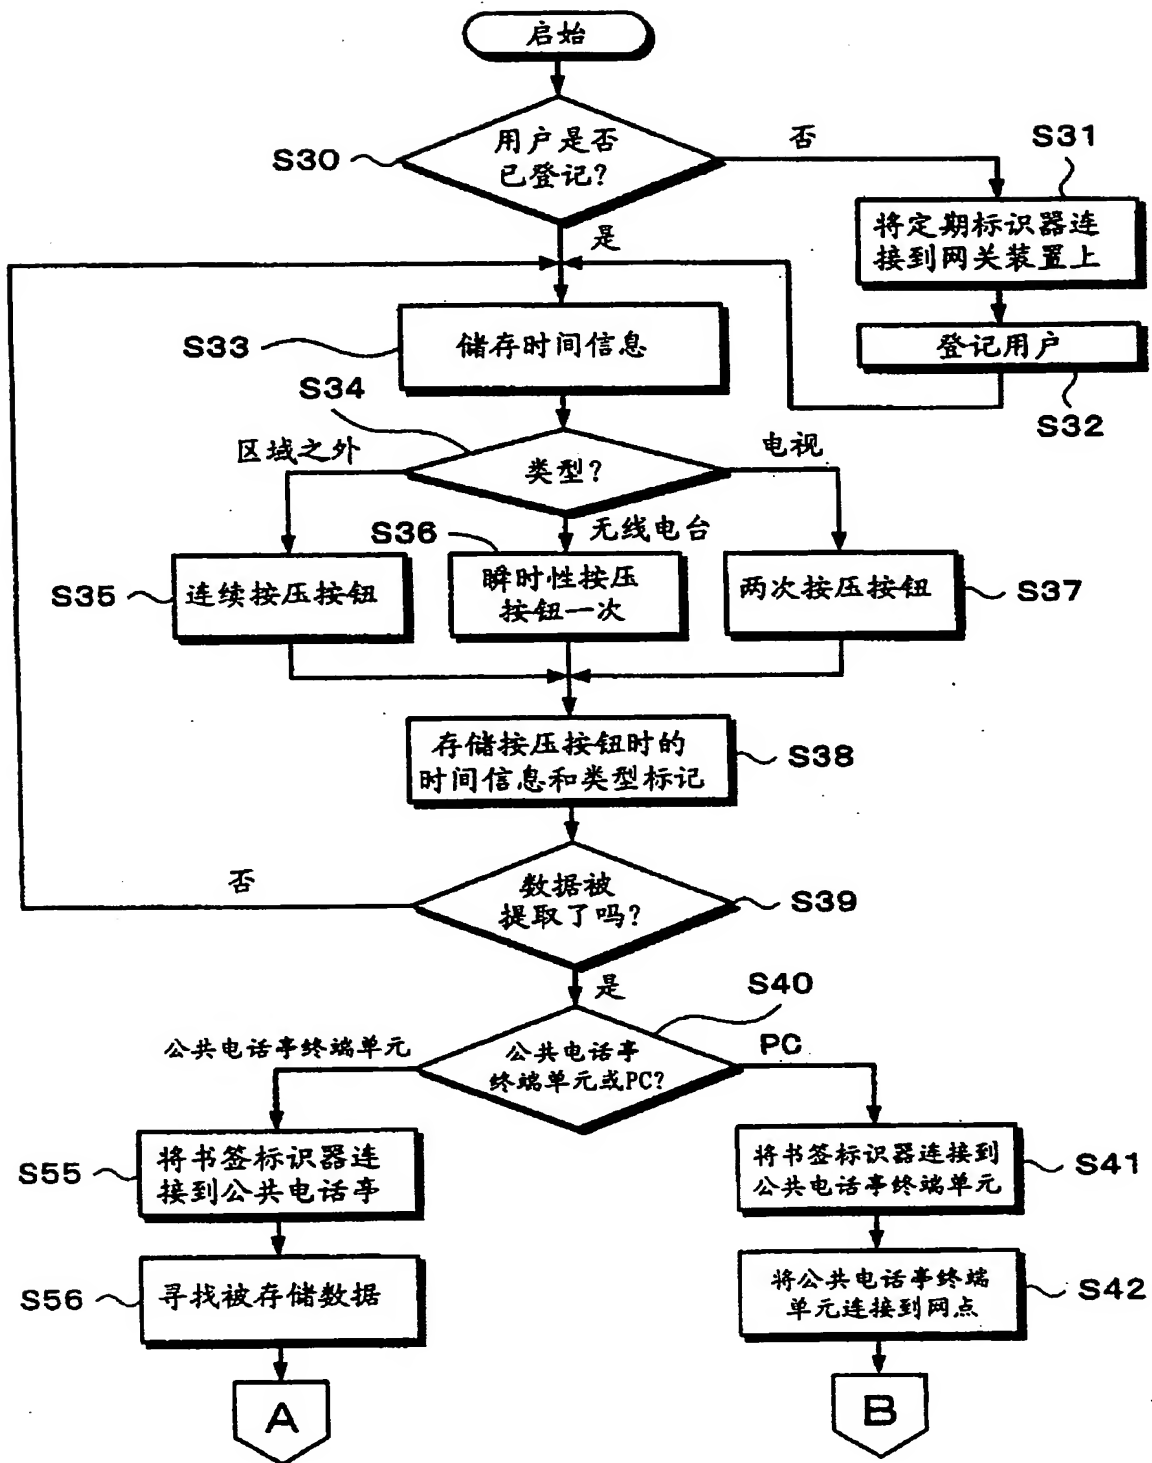 启始
用户是否
已登记？
S30
否
S31
将定期标识器连
接到网关装置上
是
登记用户
S32
S33
储存时间信息
S34
区域之外
类型？
电视
S36
无线电台
S35
连续按压按钮
瞬时性按压
按钮一次
两次按压按钮
S37
存储按压按钮时的
时间信息和类型标记
S38
否
数据被
提取了吗？
S39
是
S40
公共电话亭终端单元
公共电话亭
终端单元或PC？
PC
S55
将书签标识器连
接到公共电话亭
将书签标识器连接到
公共电话亭终端单元
S41
S56
寻找被存储数据
将公共电话亭终端
单元连接到网点
S42
A
B